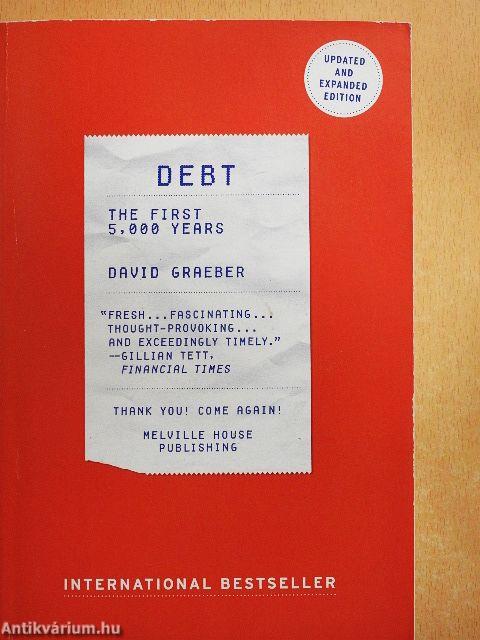 UPDATED
AND
EXPANDED
EDITION
DEBT
THE FIRST
5,000 YEARS
DAVID GRAEBER
"FRESH...FASCINATING...
THOUGHT-PROVOKING...
AND EXCEEDINGLY TIMELY."
--GILLIAN TETT,
FINANCIAL TIMES
THANK YOU! COME AGAIN!
MELVILLE HOUSE
PUBLISHING
INTERNATIONAL BESTSELLER
Antikvárium.hu